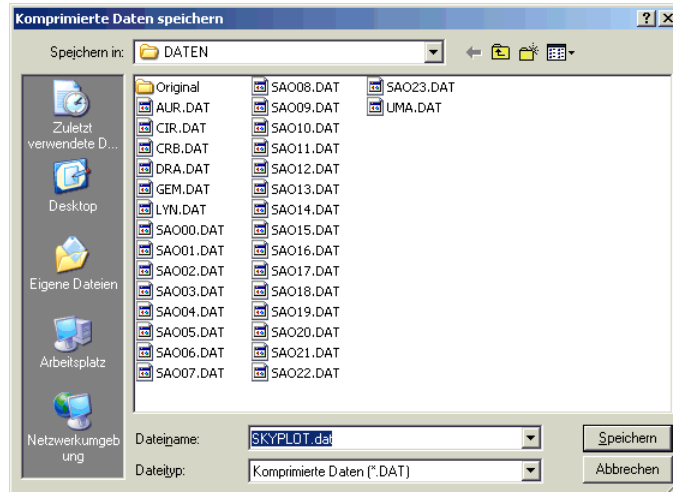 Komprimierte Daten speichern
Speichern in:
DATEN
Zuletzt
verwendete D...
Desktop
Eigene Dateien
Arbeitsplatz
Netzwerkumgeb
ung
Original
AUR.DAT
CIR.DAT
CRB.DAT
DRA.DAT
GEM.DAT
LYN.DAT
SAO00.DAT
SAO01.DAT
SAO02.DAT
SAO03.DAT
SAO04.DAT
SAO05.DAT
SAO06.DAT
SAO07.DAT
SAO08.DAT
SAO09.DAT
SAO10.DAT
SAO11.DAT
SAO12.DAT
SAO13.DAT
SAO14.DAT
SAO15.DAT
SAO16.DAT
SAO17.DAT
SAO18.DAT
SAO19.DAT
SAO20.DAT
SAO21.DAT
SAO22.DAT
SAO23.DAT
UMA.DAT
Dateiname:
SKYPLOT.dat
Speichern
Dateityp:
Komprimierte Daten (*.DAT)
Abbrechen